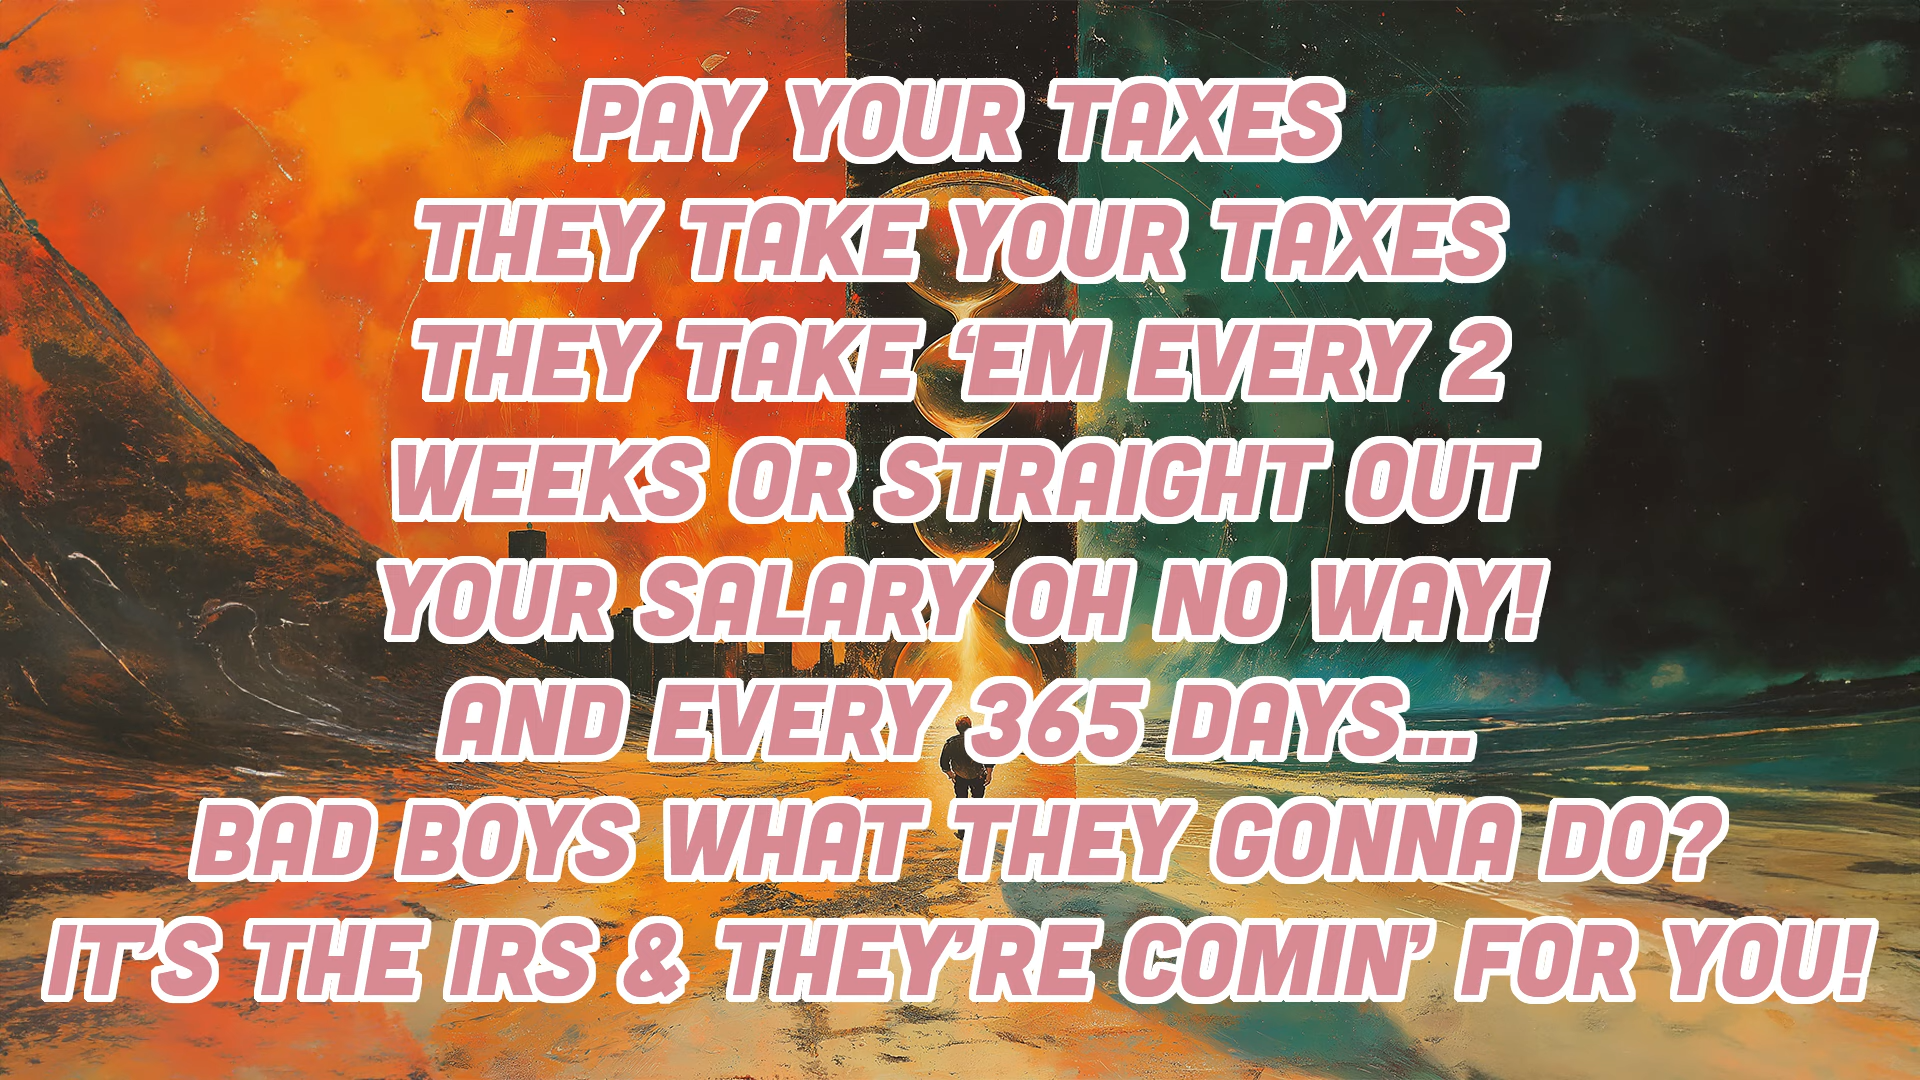 PAY YOUR TAXES
THEY TAKE YOUR TAXES
THEY TAKE ‘EM EVERY 2
WEEKS OR STRAIGHT OUT
YOUR SALARY OH NO WAY!
AND EVERY 365 DAYS...
BAD BOYS WHAT THEY GONNA DO?
IT’S THE IRS & THEY’RE COMIN’ FOR YOU!